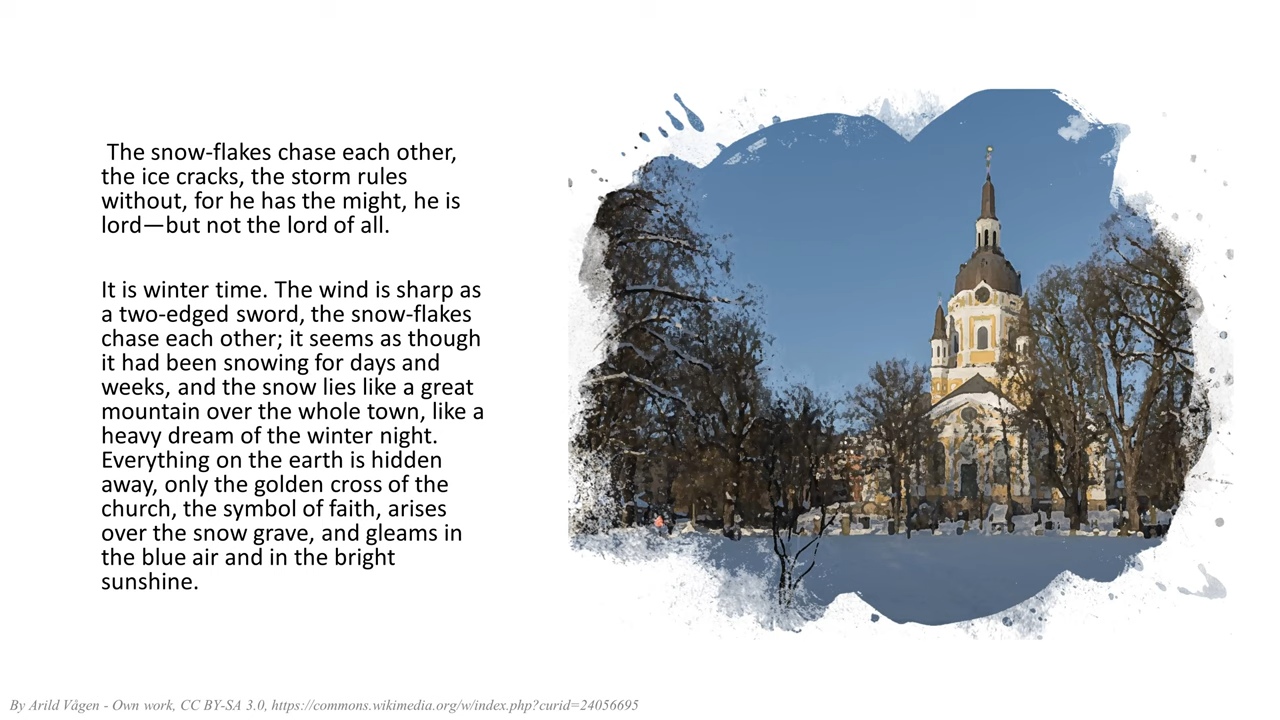 The snow-flakes chase each other,
the ice cracks, the storm rules
without, for he has the might, he is
lord—but not the lord of all.
It is winter time. The wind is sharp as
a two-edged sword, the snow-flakes
chase each other; it seems as though
it had been snowing for days and
weeks, and the snow lies like a great
mountain over the whole town, like a
heavy dream of the winter night.
Everything on the earth is hidden
away, only the golden cross of the
church, the symbol of faith, arises
over the snow grave, and gleams in
the blue air and in the bright
sunshine.
By Arild Vågen - Own work, CC BY-SA 3.0, https://commons.wikimedia.org/w/index.php?curid=24056695